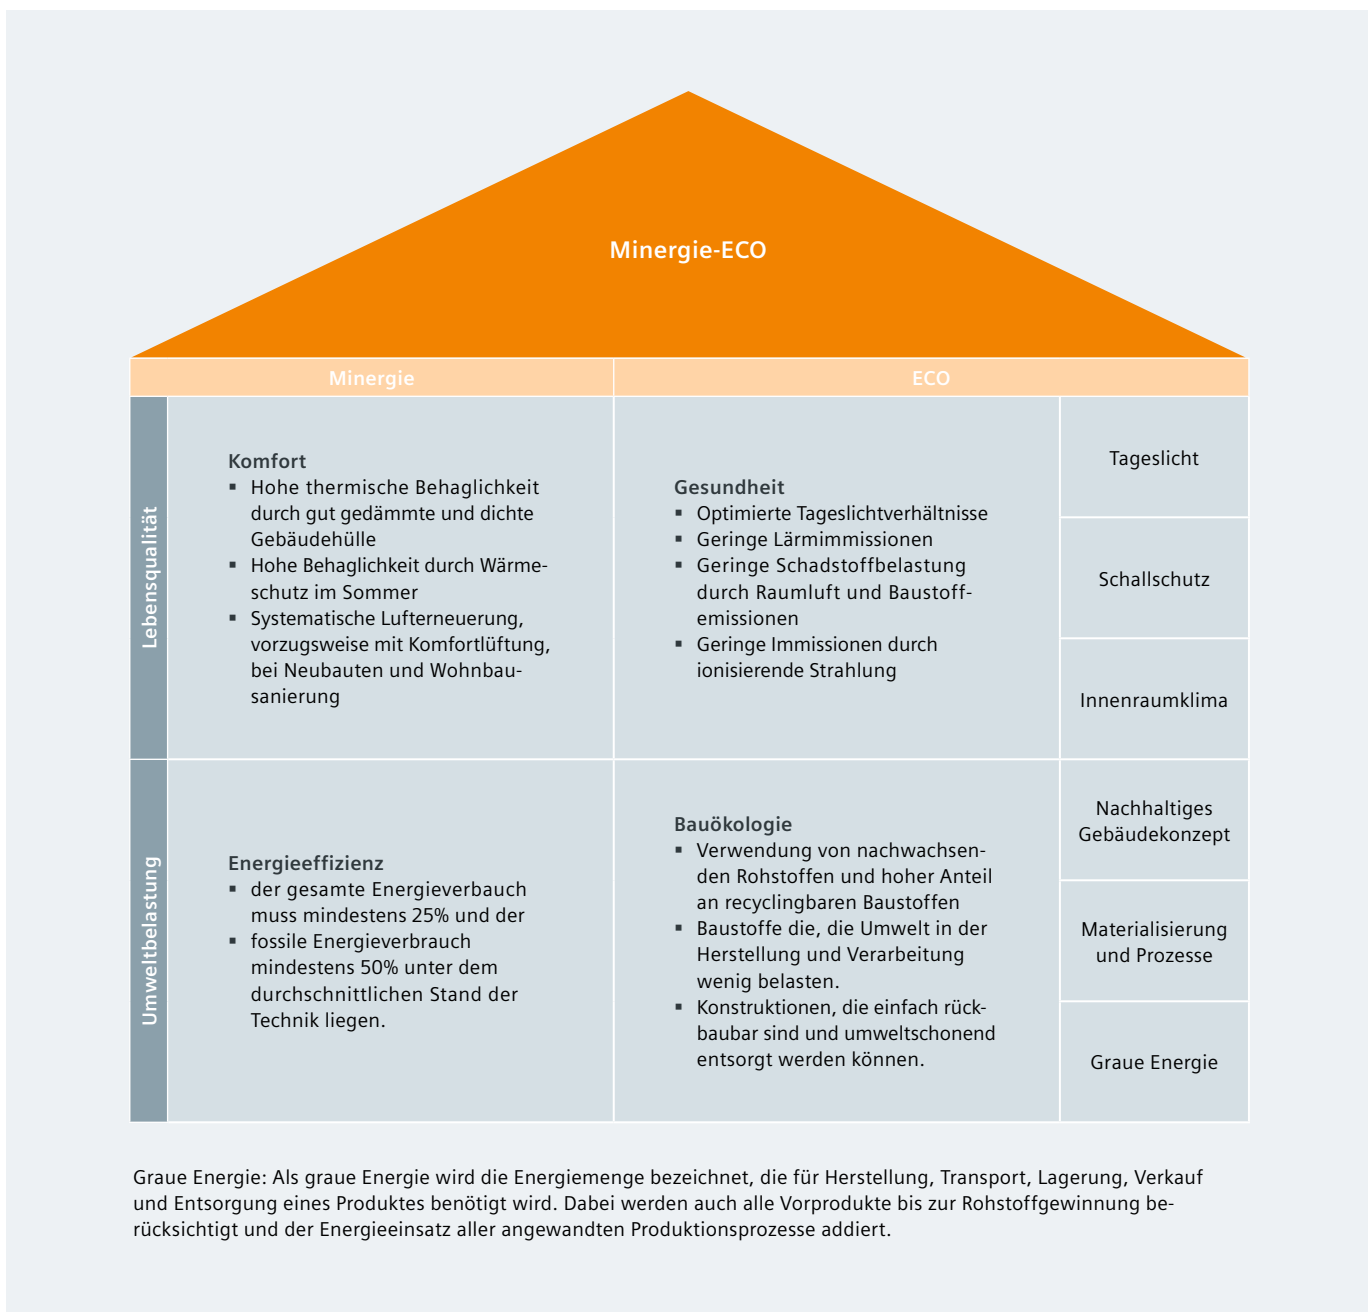 Minergie-ECO
Minergie
ECO
Lebensqualität
Komfort
▪ Hohe thermische Behaglichkeit
durch gut gedämmte und dichte
Gebäudehülle
▪ Hohe Behaglichkeit durch Wärme-
schutz im Sommer
▪ Systematische Lufterneuerung,
vorzugsweise mit Komfortlüftung,
bei Neubauten und Wohnbau-
sanierung
Gesundheit
▪ Optimierte Tageslichtverhältnisse
▪ Geringe Lärmimmissionen
▪ Geringe Schadstoffbelastung
durch Raumluft und Baustoff-
emissionen
▪ Geringe Immissionen durch
ionisierende Strahlung
Tageslicht
Schallschutz
Innenraumklima
Umweltbelastung
Energieeffizienz
▪ der gesamte Energieverbauch
muss mindestens 25% und der
▪ fossile Energieverbrauch
mindestens 50% unter dem
durchschnittlichen Stand der
Technik liegen.
Bauökologie
▪ Verwendung von nachwachsen-
den Rohstoffen und hoher Anteil
an recyclingbaren Baustoffen
▪ Baustoffe die, die Umwelt in der
Herstellung und Verarbeitung
wenig belasten.
▪ Konstruktionen, die einfach rück-
baubar sind und umweltschonend
entsorgt werden können.
Nachhaltiges
Gebäudekonzept
Materialisierung
und Prozesse
Graue Energie
Graue Energie: Als graue Energie wird die Energiemenge bezeichnet, die für Herstellung, Transport, Lagerung, Verkauf
und Entsorgung eines Produktes benötigt wird. Dabei werden auch alle Vorprodukte bis zur Rohstoffgewinnung be-
rücksichtigt und der Energieeinsatz aller angewandten Produktionsprozesse addiert.